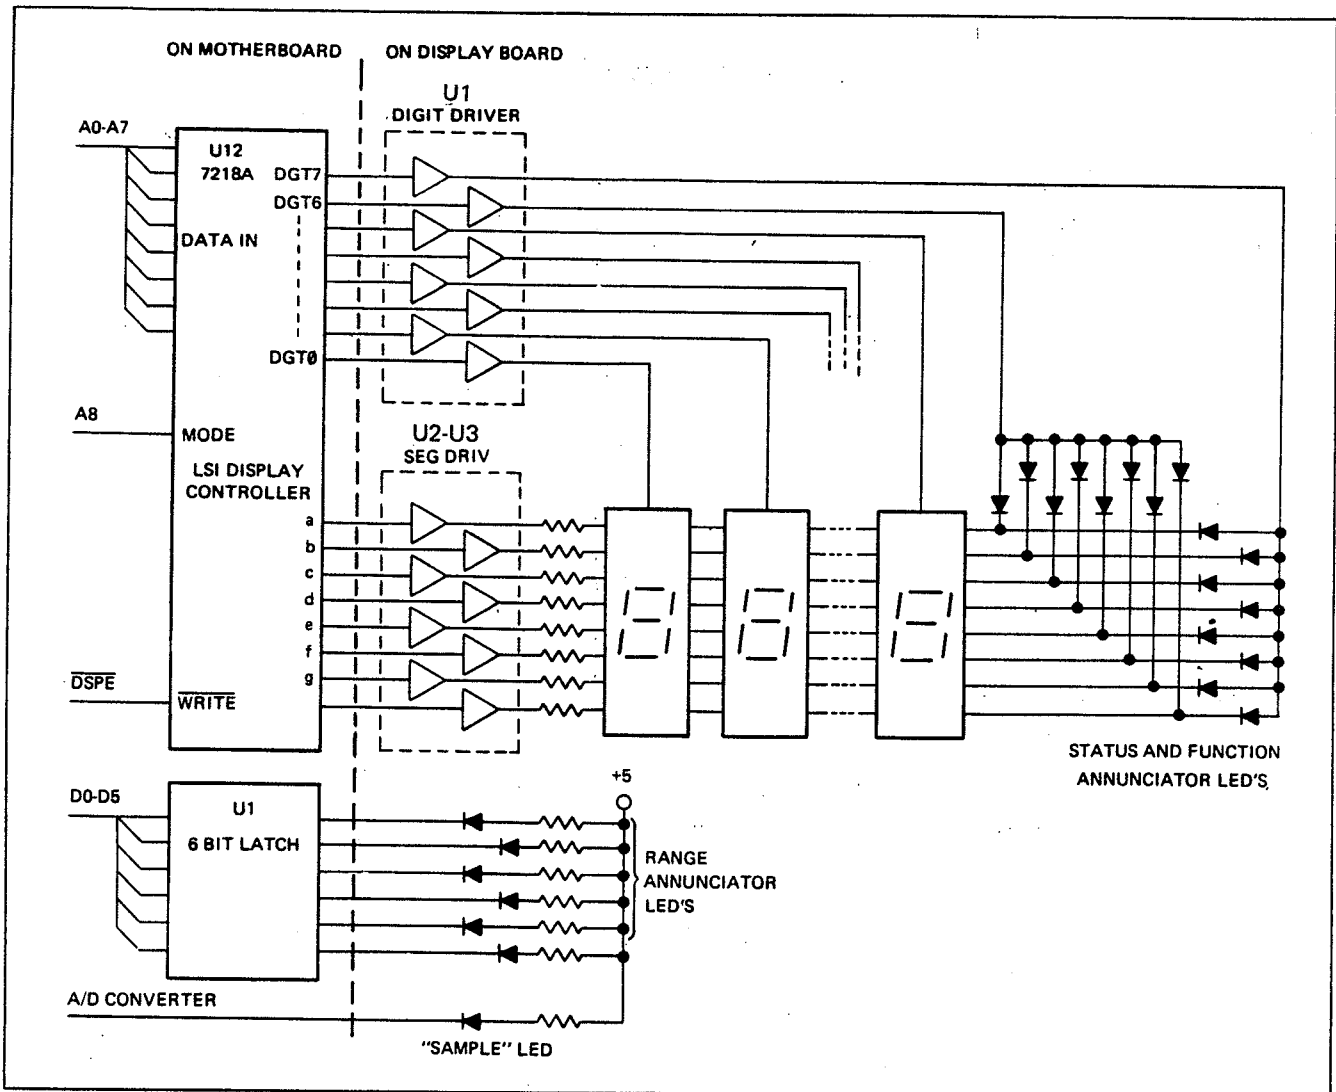 ON MOTHERBOARD
ON DISPLAY BOARD
U1
DIGIT DRIVER
A0-A7
U12
7218A
DGT7
DGT6
DATA IN
DGT0
A8
MODE
LSI DISPLAY
CONTROLLER
U2-U3
SEG DRIV
a
b
c
d
e
f
g
DSPE
WRITE
STATUS AND FUNCTION
ANNUNCIATOR LED'S
D0-D5
U1
6 BIT LATCH
+5
RANGE
ANNUNCIATOR
LED'S
A/D CONVERTER
"SAMPLE" LED